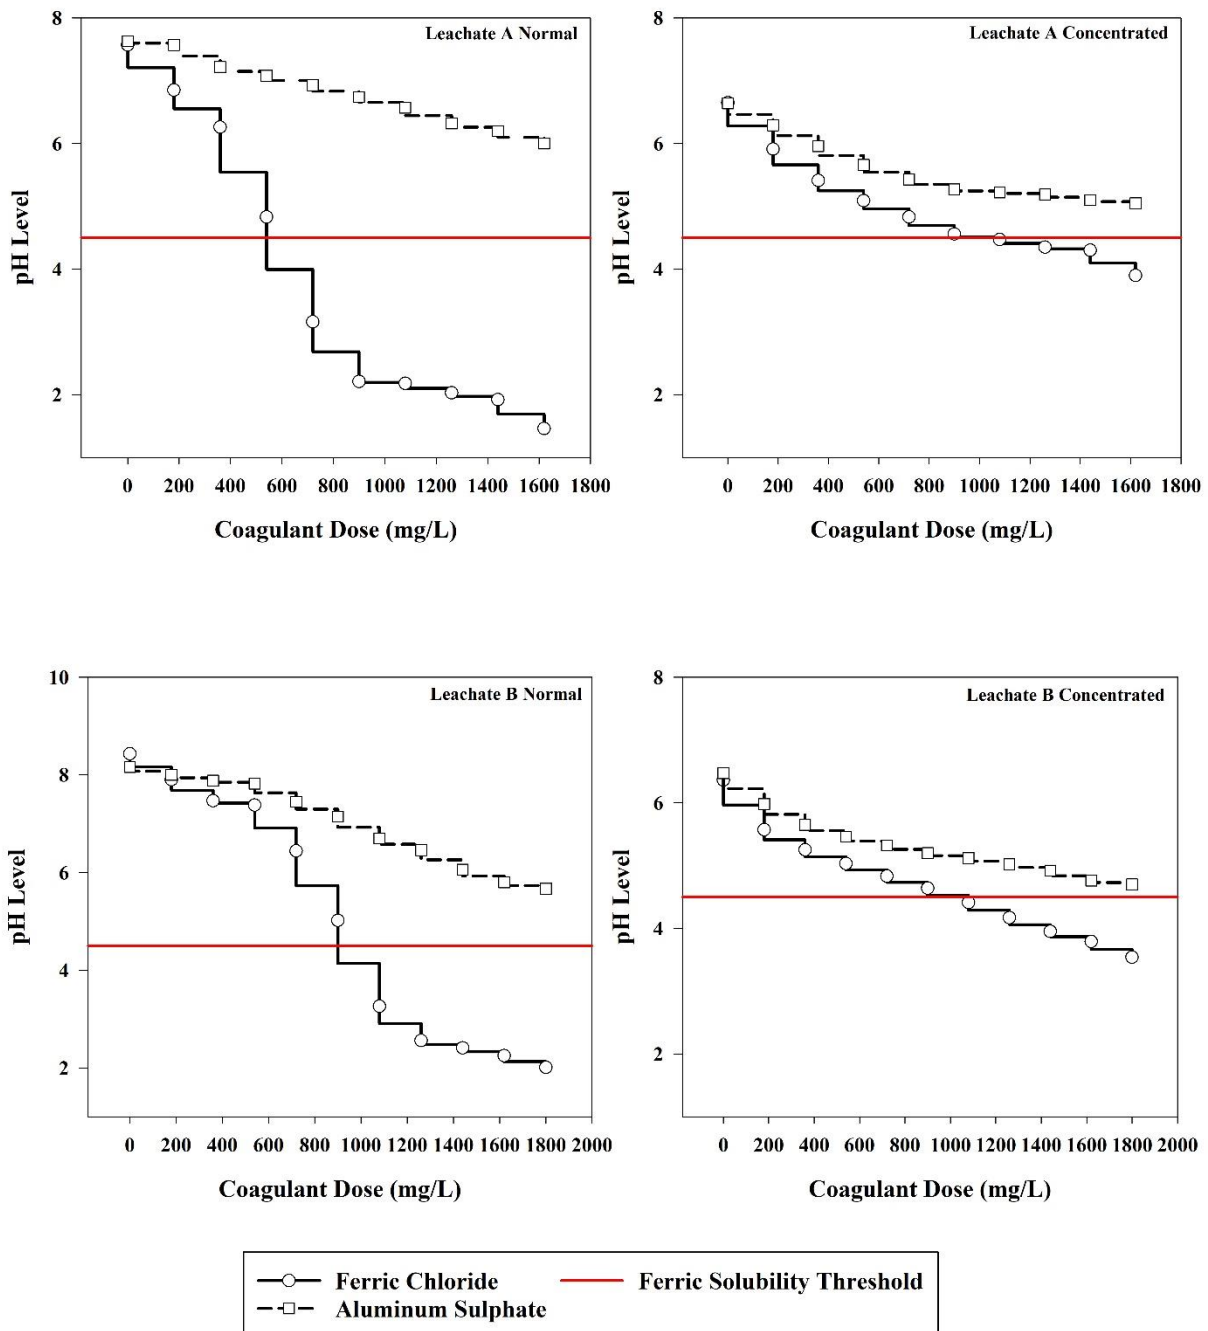 Leachate A Normal
8
6
4
2
pH Level
0 200 400 600 800 1000 1200 1400 1600 1800
Coagulant Dose (mg/L)
Leachate A Concentrated
8
6
4
2
pH Level
0 200 400 600 800 1000 1200 1400 1600 1800
Coagulant Dose (mg/L)
Leachate B Normal
10
8
6
4
2
pH Level
0 200 400 600 800 1000 1200 1400 1600 1800 2000
Coagulant Dose (mg/L)
Leachate B Concentrated
8
6
4
2
pH Level
0 200 400 600 800 1000 1200 1400 1600 1800 2000
Coagulant Dose (mg/L)
Ferric Chloride Ferric Solubility Threshold
Aluminum Sulphate